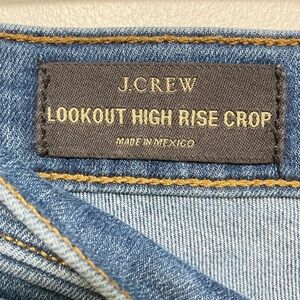 J.CREW
LOOKOUT HIGH RISE CROP
MADE IN MEXICO